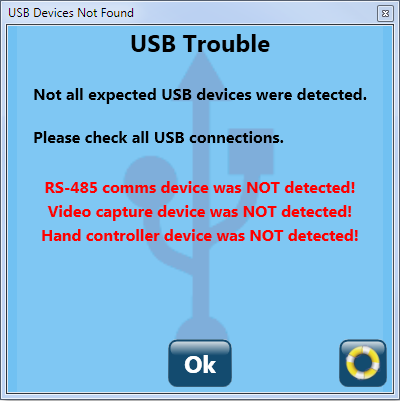 USB Devices Not Found
USB Trouble
Not all expected USB devices were detected.
Please check all USB connections.
RS-485 comms device was NOT detected!
Video capture device was NOT detected!
Hand controller device was NOT detected!
Ok